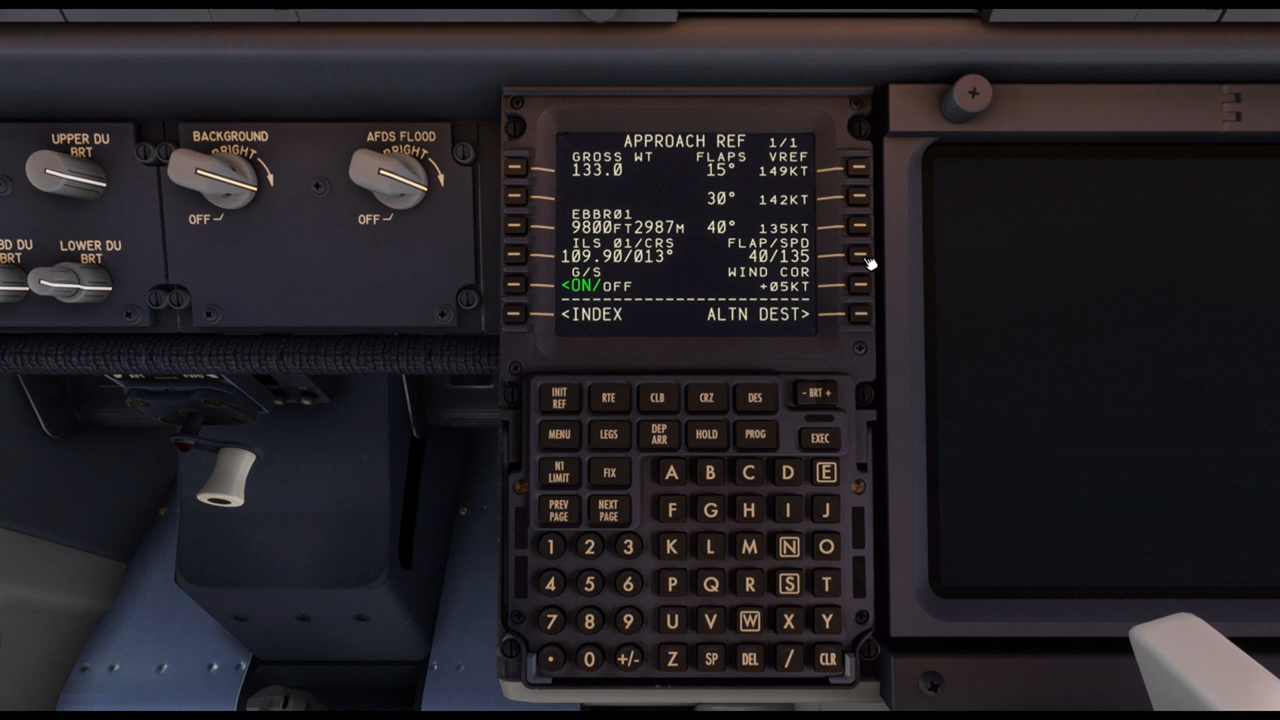 UPPER DU
BRT
BACKGROUND
BRIGHT
OFF
AFDS FLOOD
BRIGHT
OFF
BD DU
BRT
LOWER DU
BRT
APPROACH REF 1/1
GROSS WT FLAPS VREF
133.0 15° 149KT
30° 142KT
EBBR01
9800FT2987M 40° 135KT
ILS 01/CRS FLAP/SPD
109.90/013° 40/135
G/S WIND COR
<ON/OFF +05KT
--------------------
<INDEX ALTN DEST>
INIT REF RTE CLB CRZ DES - BRT +
MENU LEGS DEP ARR HOLD PROG EXEC
N1 LIMIT FIX A B C D E
PREV PAGE NEXT PAGE F G H I J
1 2 3 K L M N O
4 5 6 P Q R S T
7 8 9 U V W X Y
. 0 +/- Z SP DEL / CLR